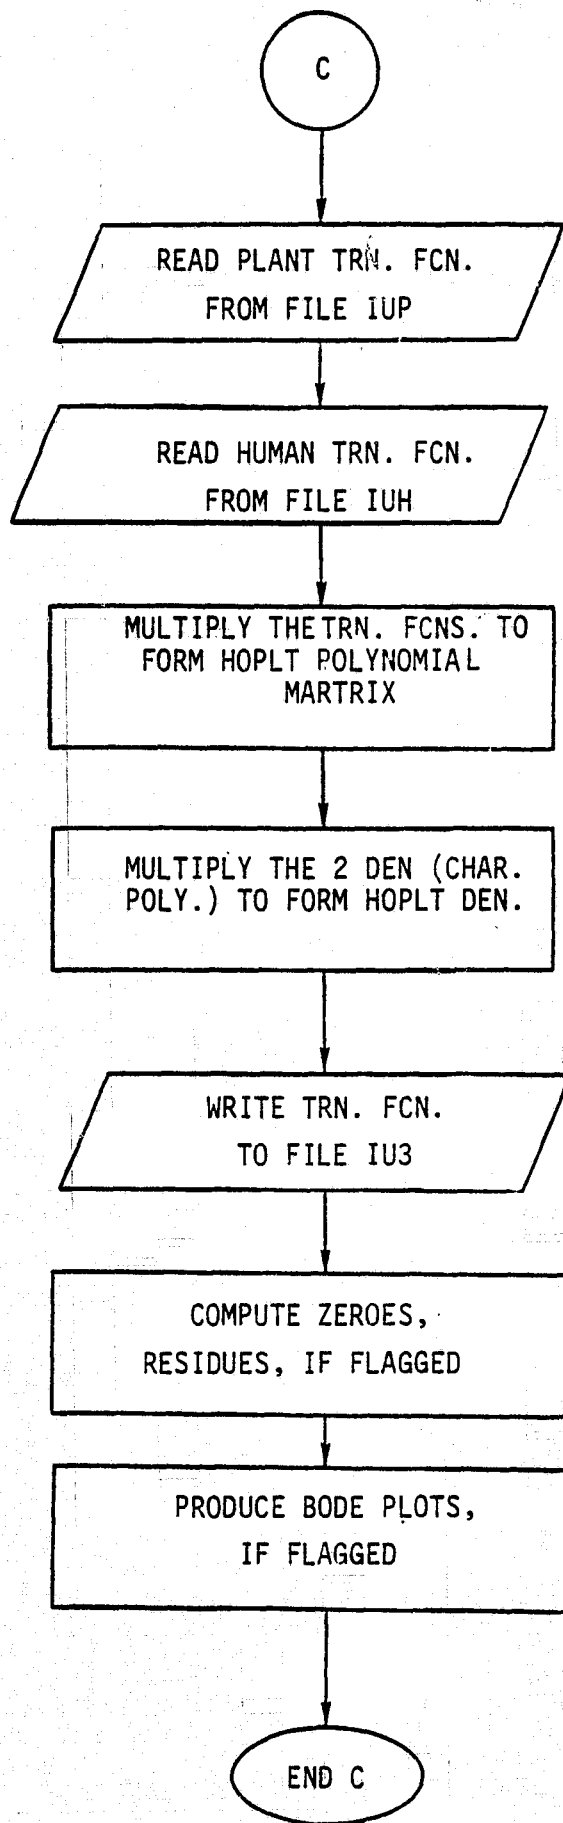 C
READ PLANT TRN. FCN.
FROM FILE IUP
READ HUMAN TRN. FCN.
FROM FILE IUH
MULTIPLY THETRN. FCNS. TO
FORM HOPLT POLYNOMIAL
MARTRIX
MULTIPLY THE 2 DEN (CHAR.
POLY.) TO FORM HOPLT DEN.
WRITE TRN. FCN.
TO FILE IU3
COMPUTE ZEROES,
RESIDUES, IF FLAGGED
PRODUCE BODE PLOTS,
IF FLAGGED
END C